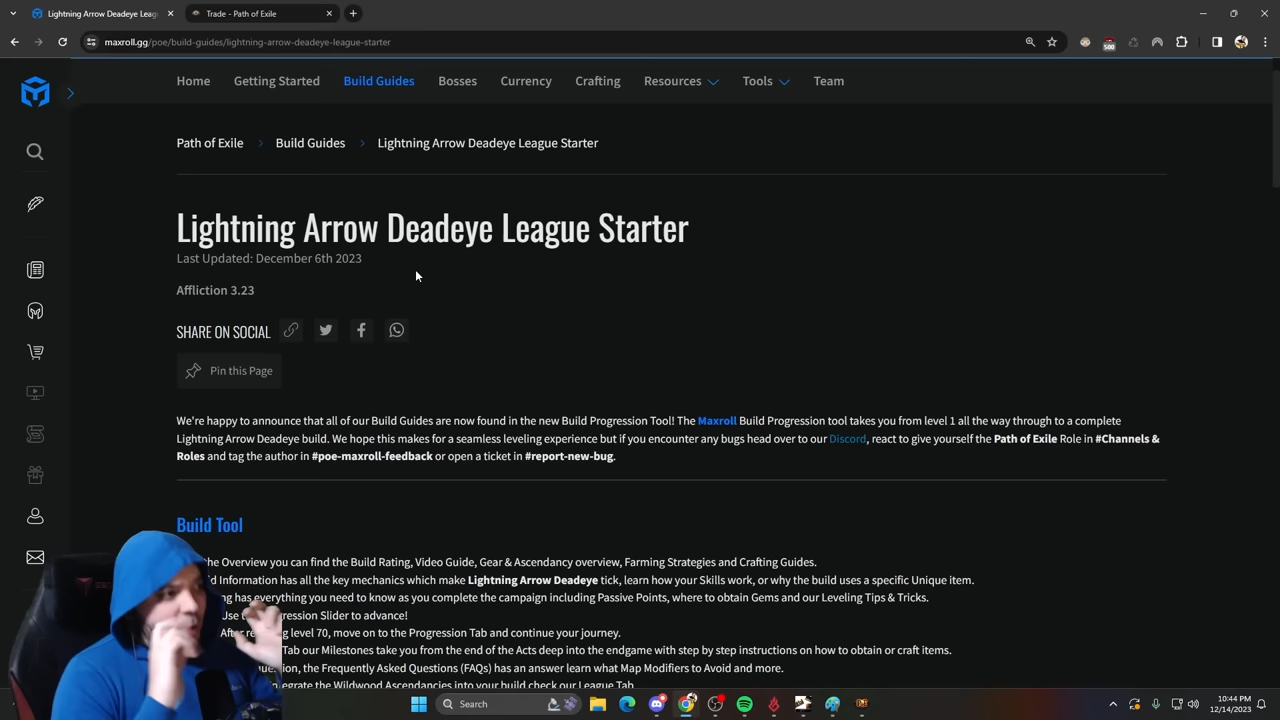 Lightning Arrow Deadeye Leag
Trade - Path of Exile
maxroll.gg/poe/build-guides/lightning-arrow-deadeye-league-starter
500
Home Getting Started Build Guides Bosses Currency Crafting Resources Tools Team
Path of Exile > Build Guides > Lightning Arrow Deadeye League Starter
Lightning Arrow Deadeye League Starter
Last Updated: December 6th 2023
Affliction 3.23
SHARE ON SOCIAL
Pin this Page
We're happy to announce that all of our Build Guides are now found in the new Build Progression Tool! The Maxroll Build Progression tool takes you from level 1 all the way through to a complete
Lightning Arrow Deadeye build. We hope this makes for a seamless leveling experience but if you encounter any bugs head over to our Discord, react to give yourself the Path of Exile Role in #Channels &
Roles and tag the author in #poe-maxroll-feedback or open a ticket in #report-new-bug.
Build Tool
the Overview you can find the Build Rating, Video Guide, Gear & Ascendancy overview, Farming Strategies and Crafting Guides.
Information has all the key mechanics which make Lightning Arrow Deadeye tick, learn how your Skills work, or why the build uses a specific Unique item.
has everything you need to know as you complete the campaign including Passive Points, where to obtain Gems and our Leveling Tips & Tricks.
Use Slider to advance!
After level 70, move on to the Progression Tab and continue your journey.
Tab our Milestones take you from the end of the Acts deep into the endgame with step by step instructions on how to obtain or craft items.
the Frequently Asked Questions (FAQs) has an answer learn what Map Modifiers to Avoid and more.
the Wildwood Ascendancies into your build check our League Tab
Search
10:44 PM
12/14/2023